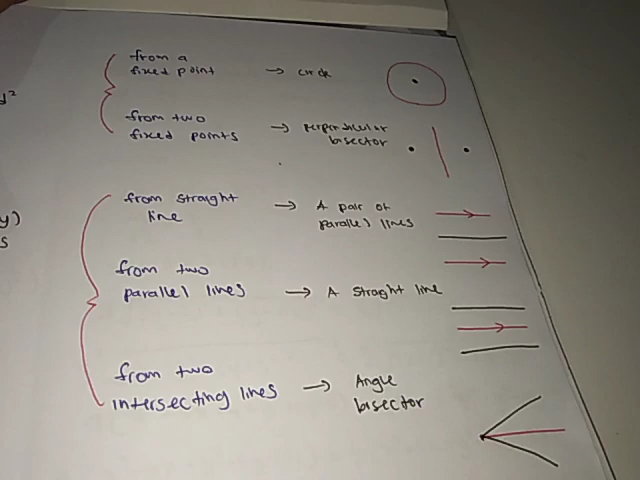 from a
fixed point → circle
from two
fixed points → perpendicular
bisector
from straight
line → A pair of
parallel lines
from two
parallel lines → A straght line
from two
intersecting lines → Angle
bisector
y)
s